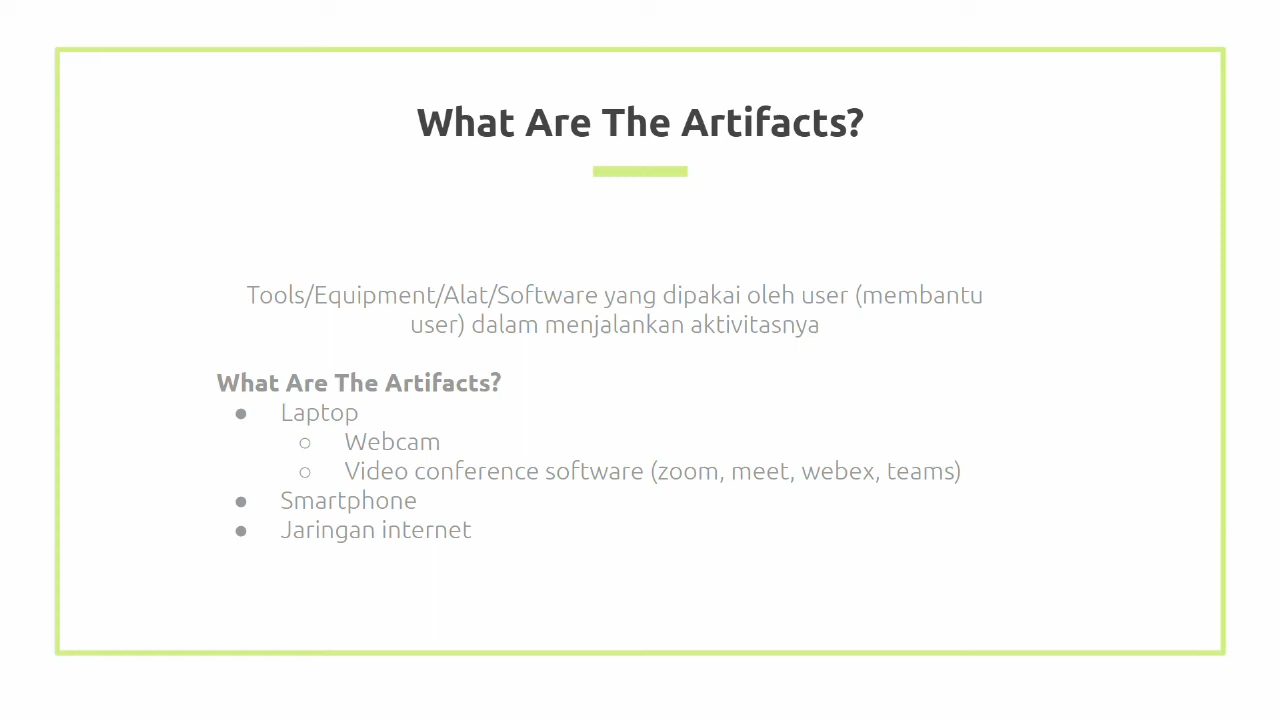 What Are The Artifacts?
Tools/Equipment/Alat/Software yang dipakai oleh user (membantu
user) dalam menjalankan aktivitasnya
What Are The Artifacts?
● Laptop
○ Webcam
○ Video conference software (zoom, meet, webex, teams)
● Smartphone
● Jaringan internet